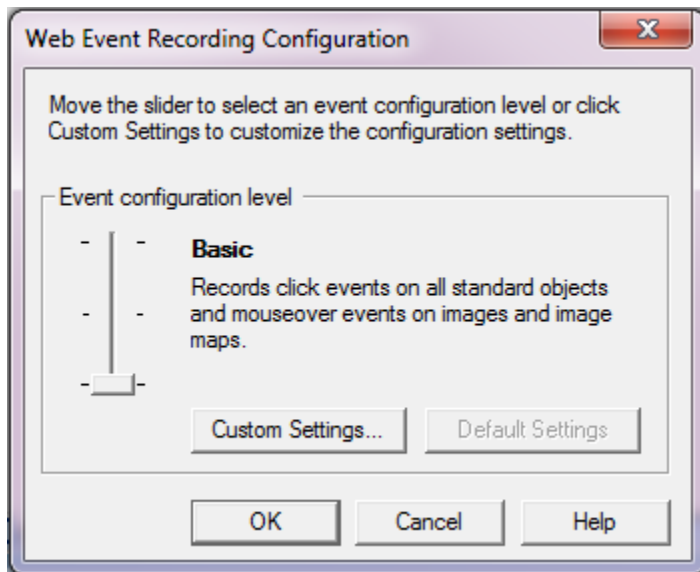 Web Event Recording Configuration
Move the slider to select an event configuration level or click
Custom Settings to customize the configuration settings.
Event configuration level
Basic
Records click events on all standard objects
and mouseover events on images and image
maps.
Custom Settings...
Default Settings
OK
Cancel
Help